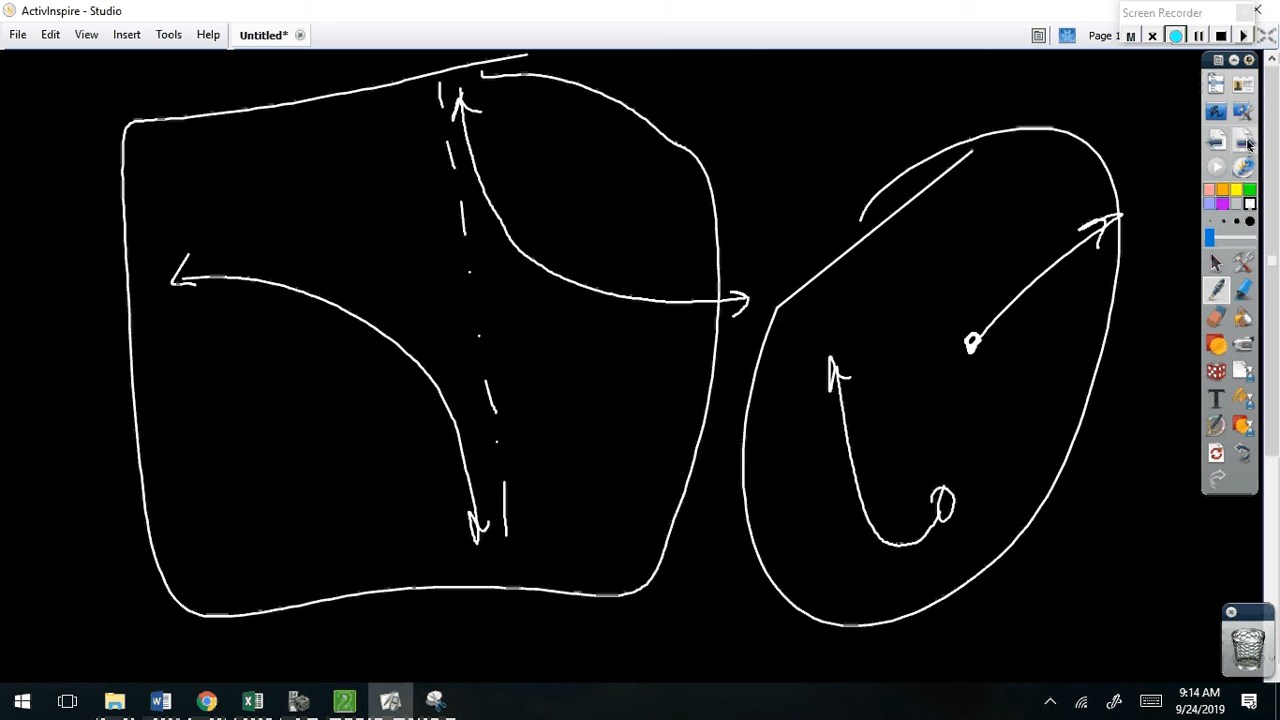 ActivInspire - Studio
Screen Recorder
File Edit View Insert Tools Help Untitled*
Page 1
9:14 AM
9/24/2019